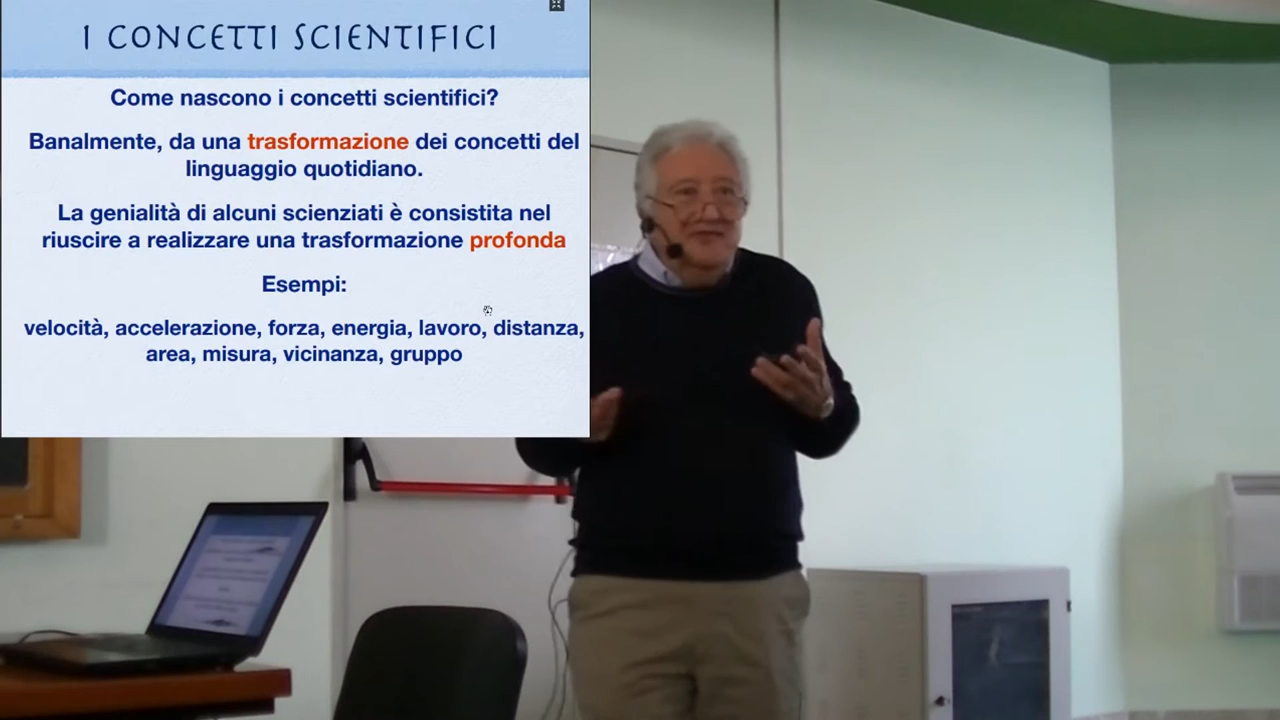 I CONCETTI SCIENTIFICI
Come nascono i concetti scientifici?
Banalmente, da una trasformazione dei concetti del
linguaggio quotidiano.
La genialità di alcuni scienziati è consistita nel
riuscire a realizzare una trasformazione profonda
Esempi:
velocità, accelerazione, forza, energia, lavoro, distanza,
area, misura, vicinanza, gruppo